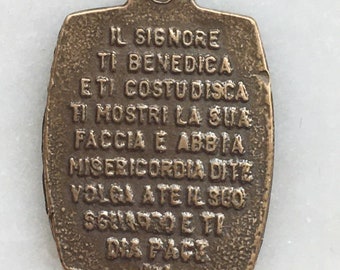 IL SIGNORE
TI BENEDICA
E TI COSTUDISCA
TI MOSTRI LA SUA
FACCIA E ABBIA
MISERICORDIA DI TE
VOLGA A TE IL SUO
SGUARDO E TI
DIA PACE